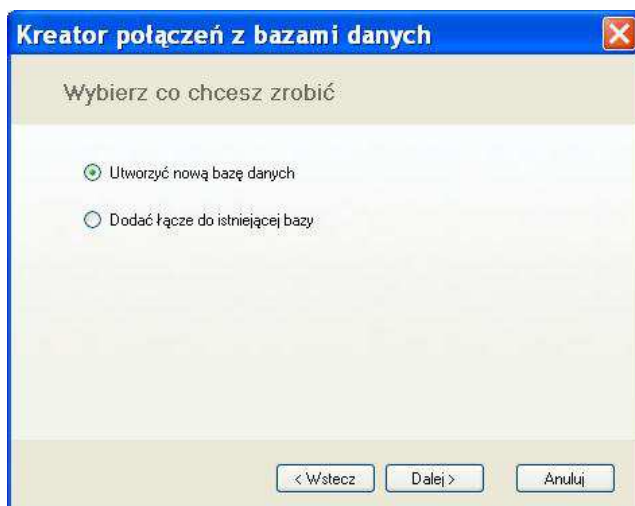 Kreator połączeń z bazami danych
Wybierz co chcesz zrobić
Utworzyć nową bazę danych
Dodać łącze do istniejącej bazy
< Wstecz
Dalej >
Anuluj